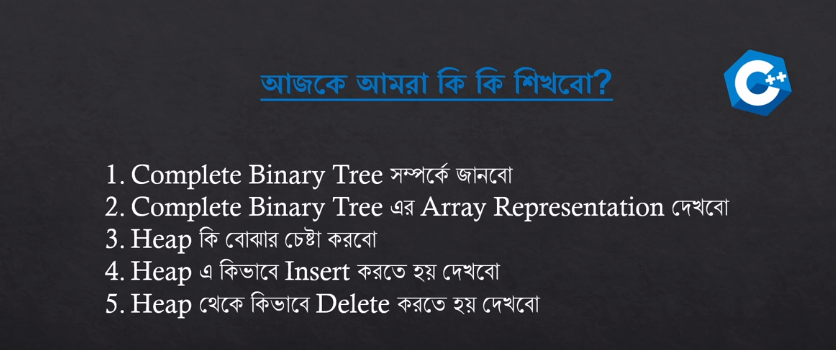 আজকে আমরা কি কি শিখবো?
C++
1. Complete Binary Tree সম্পর্কে জানবো
2. Complete Binary Tree এর Array Representation দেখবো
3. Heap কি বোঝার চেষ্টা করবো
4. Heap এ কিভাবে Insert করতে হয় দেখবো
5. Heap থেকে কিভাবে Delete করতে হয় দেখবো